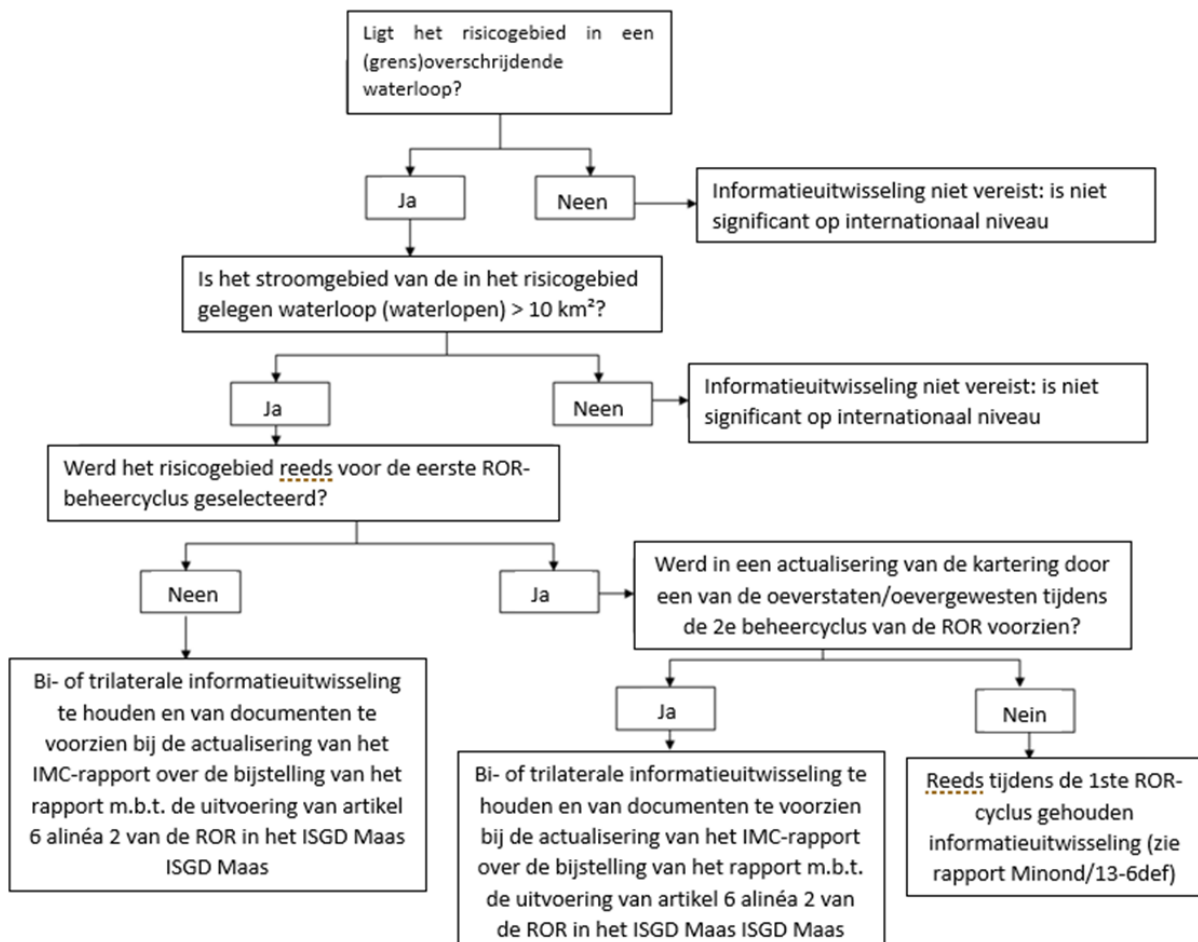 Ligt het risicogebied in een
(grens)overschrijdende
waterloop?
Ja
Neen
Informatieuitwisseling niet vereist: is niet
significant op internationaal niveau
Is het stroomgebied van de in het risicogebied
gelegen waterloop (waterlopen) > 10 km²?
Ja
Neen
Informatieuitwisseling niet vereist: is niet
significant op internationaal niveau
Werd het risicogebied reeds voor de eerste ROR-
beheercyclus geselecteerd?
Neen
Ja
Werd in een actualisering van de kartering door
een van de oeverstaten/oevergewesten tijdens
de 2e beheercyclus van de ROR voorzien?
Bi- of trilaterale informatieuitwisseling
te houden en van documenten te
voorzien bij de actualisering van het
IMC-rapport over de bijstelling van het
rapport m.b.t. de uitvoering van artikel
6 alinéa 2 van de ROR in het ISGD Maas
ISGD Maas
Ja
Nein
Bi- of trilaterale informatieuitwisseling te
houden en van documenten te voorzien
bij de actualisering van het IMC-rapport
over de bijstelling van het rapport m.b.t.
de uitvoering van artikel 6 alinéa 2 van
de ROR in het ISGD Maas ISGD Maas
Reeds tijdens de 1ste ROR-
cyclus gehouden
informatieuitwisseling (zie
rapport Minond/13-6def)